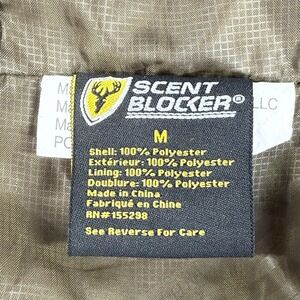 SCENT
BLOCKER®
LLC
M
Shell: 100% Polyester
Extérieur: 100% Polyester
Lining: 100% Polyester
Doublure: 100% Polyester
Made in China
Fabriqué en Chine
RN#155298
See Reverse For Care